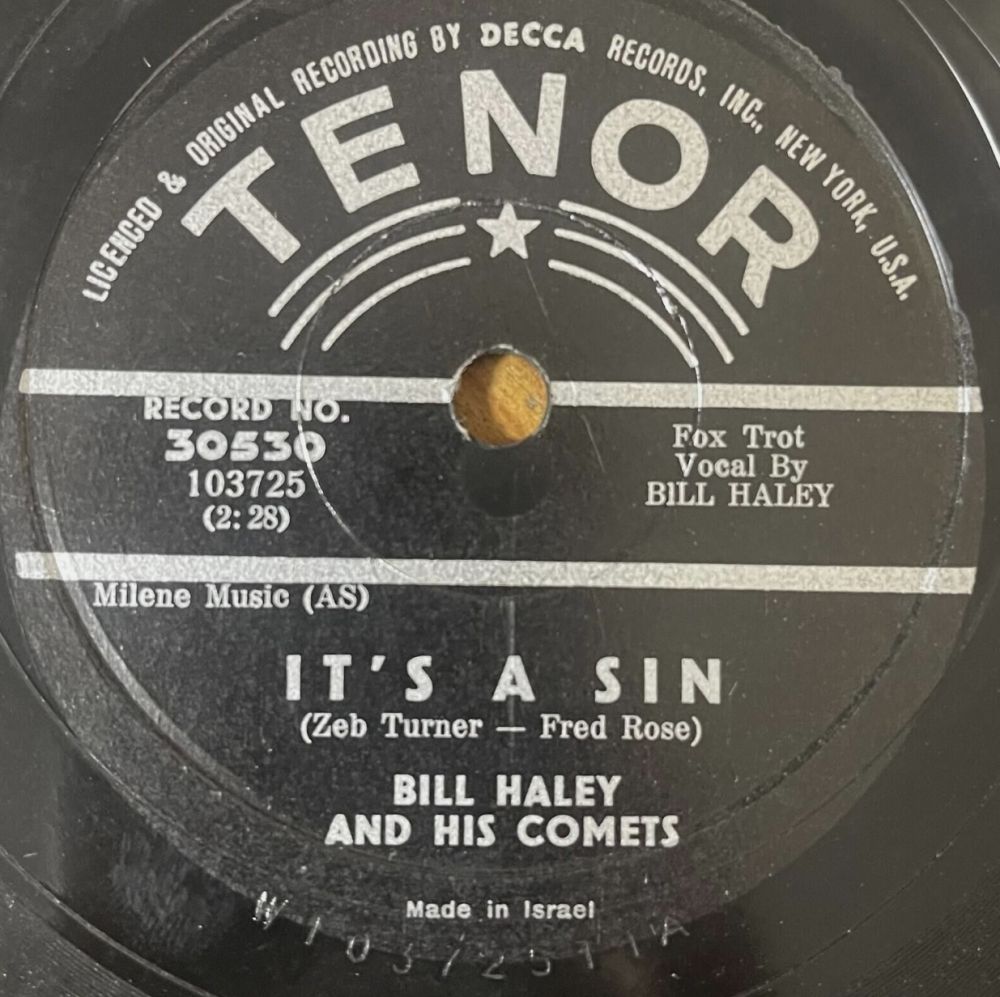 LICENCED & ORIGINAL RECORDING BY DECCA RECORDS, INC., NEW YORK, U.S.A.
TENOR
RECORD NO.
30530
103725
(2:28)
Fox Trot
Vocal By
BILL HALEY
Milene Music (AS)
IT'S A SIN
(Zeb Turner — Fred Rose)
BILL HALEY
AND HIS COMETS
Made in Israel